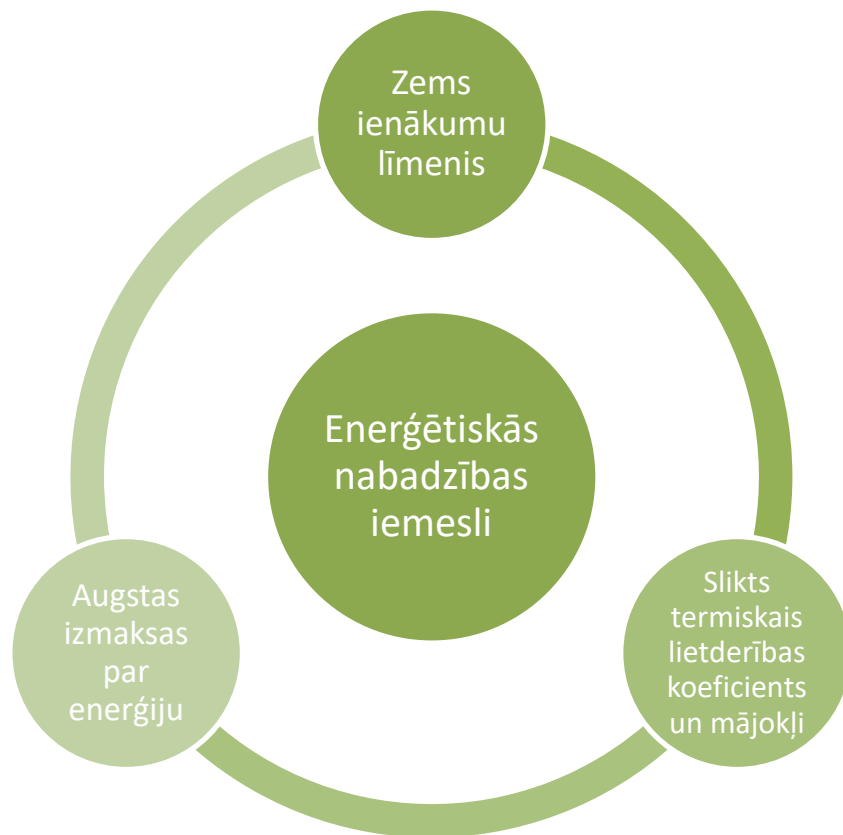 Zems
ienākumu
līmenis
Enerģētiskās
nabadzības
iemesli
Augstas
izmaksas
par
enerģiju
Slikts
termiskais
lietderības
koeficients
un mājokļi